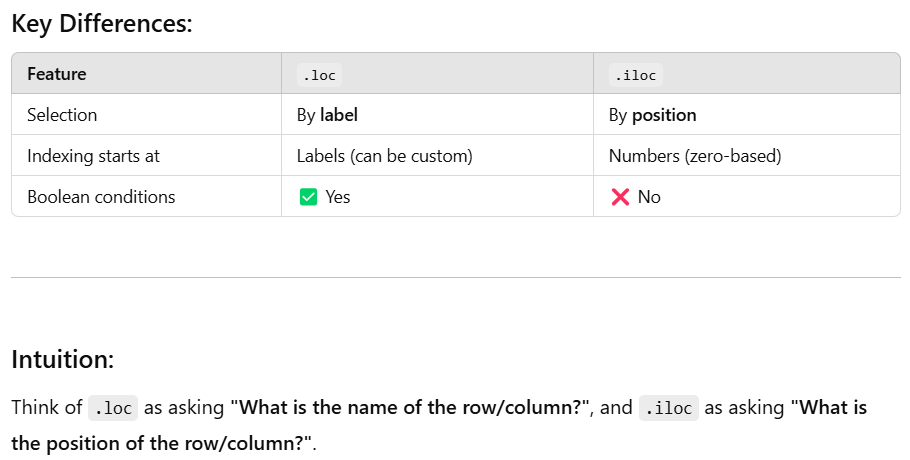 Key Differences:
Feature .loc .iloc
Selection By label By position
Indexing starts at Labels (can be custom) Numbers (zero-based)
Boolean conditions ✅ Yes ❌ No
Intuition:
Think of .loc as asking "What is the name of the row/column?", and .iloc as asking "What is
the position of the row/column?".